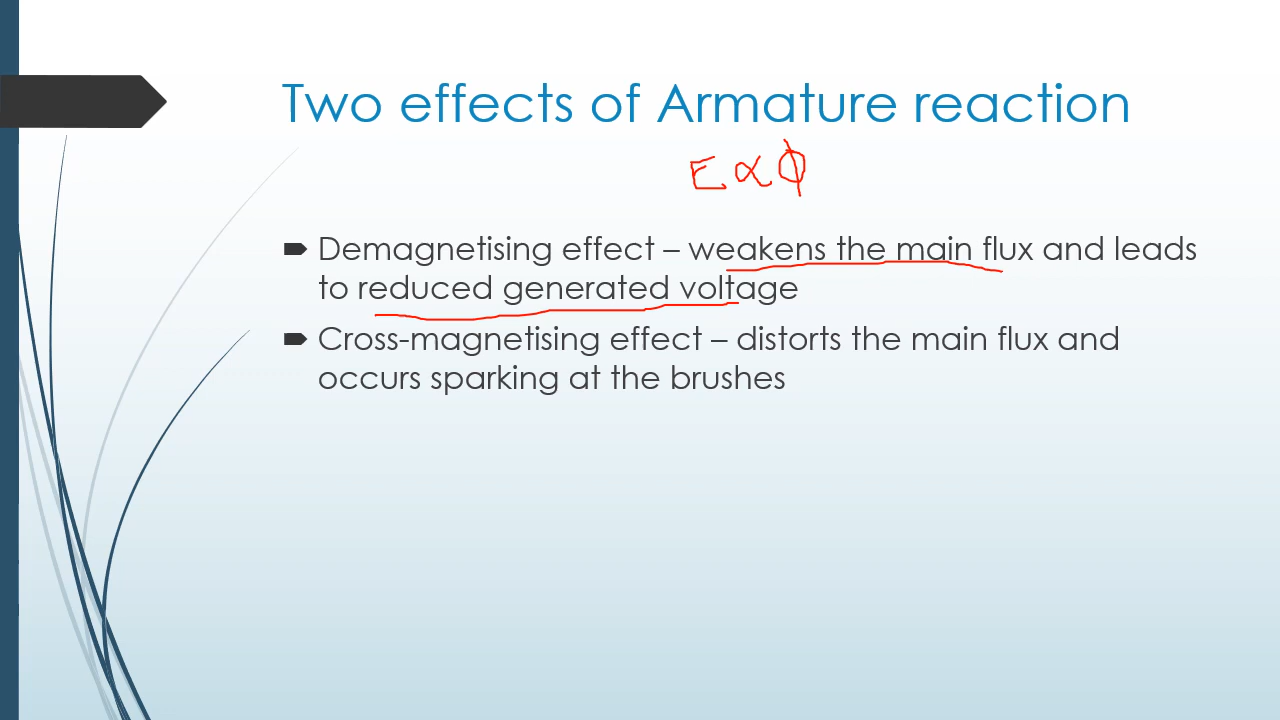 Two effects of Armature reaction
E ∝ Φ
Demagnetising effect – weakens the main flux and leads
to reduced generated voltage
Cross-magnetising effect – distorts the main flux and
occurs sparking at the brushes